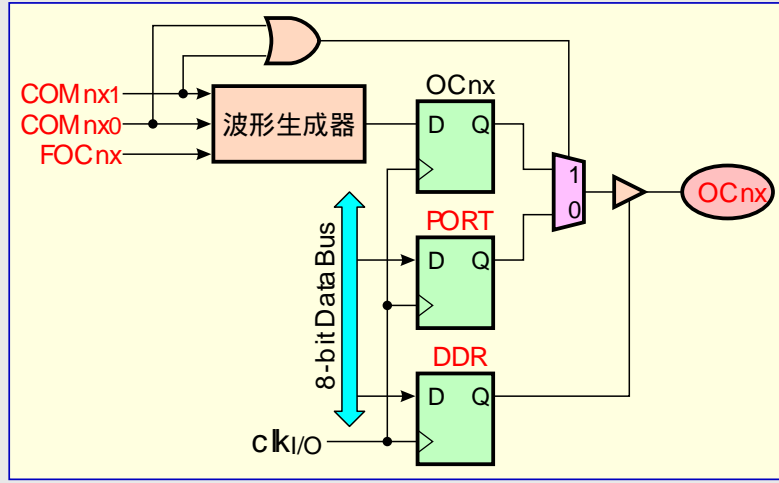 COMnx1
COMnx0
FOCnx
波形生成器
OCnx
D Q
1
0
OCnx
PORT
D Q
8-bit Data Bus
DDR
D Q
clkI/O